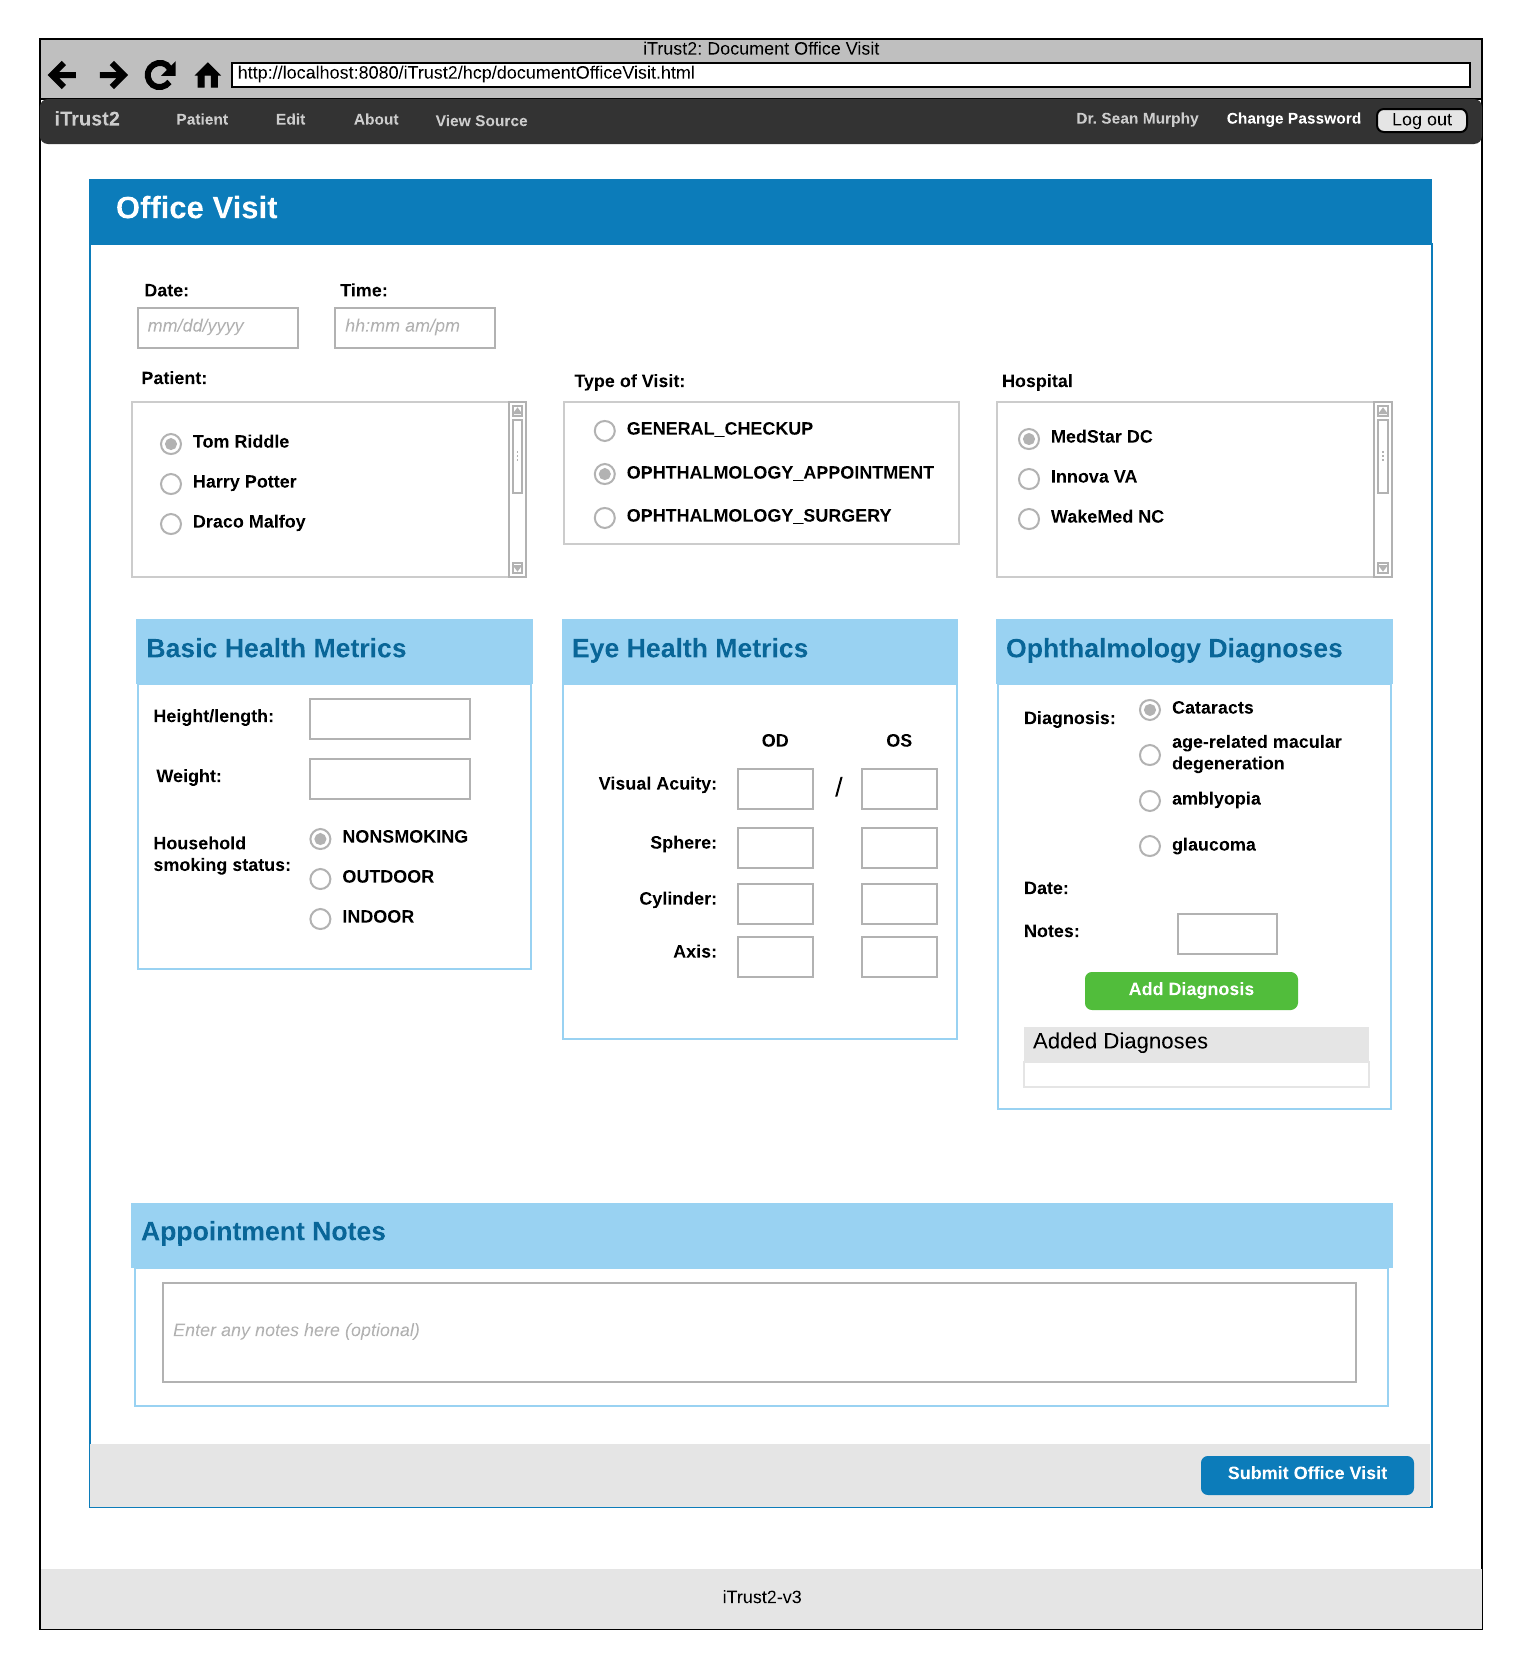 iTrust2: Document Office Visit
http://localhost:8080/iTrust2/hcp/documentOfficeVisit.html
iTrust2 Patient Edit About View Source Dr. Sean Murphy Change Password Log out
Office Visit
Date: Time:
mm/dd/yyyy hh:mm am/pm
Patient:
Tom Riddle
Harry Potter
Draco Malfoy
Type of Visit:
GENERAL_CHECKUP
OPHTHALMOLOGY_APPOINTMENT
OPHTHALMOLOGY_SURGERY
Hospital
MedStar DC
Innova VA
WakeMed NC
Basic Health Metrics
Height/length:
Weight:
Household
smoking status:
NONSMOKING
OUTDOOR
INDOOR
Eye Health Metrics
OD OS
Visual Acuity: /
Sphere:
Cylinder:
Axis:
Ophthalmology Diagnoses
Diagnosis:
Cataracts
age-related macular
degeneration
amblyopia
glaucoma
Date:
Notes:
Add Diagnosis
Added Diagnoses
Appointment Notes
Enter any notes here (optional)
Submit Office Visit
iTrust2-v3